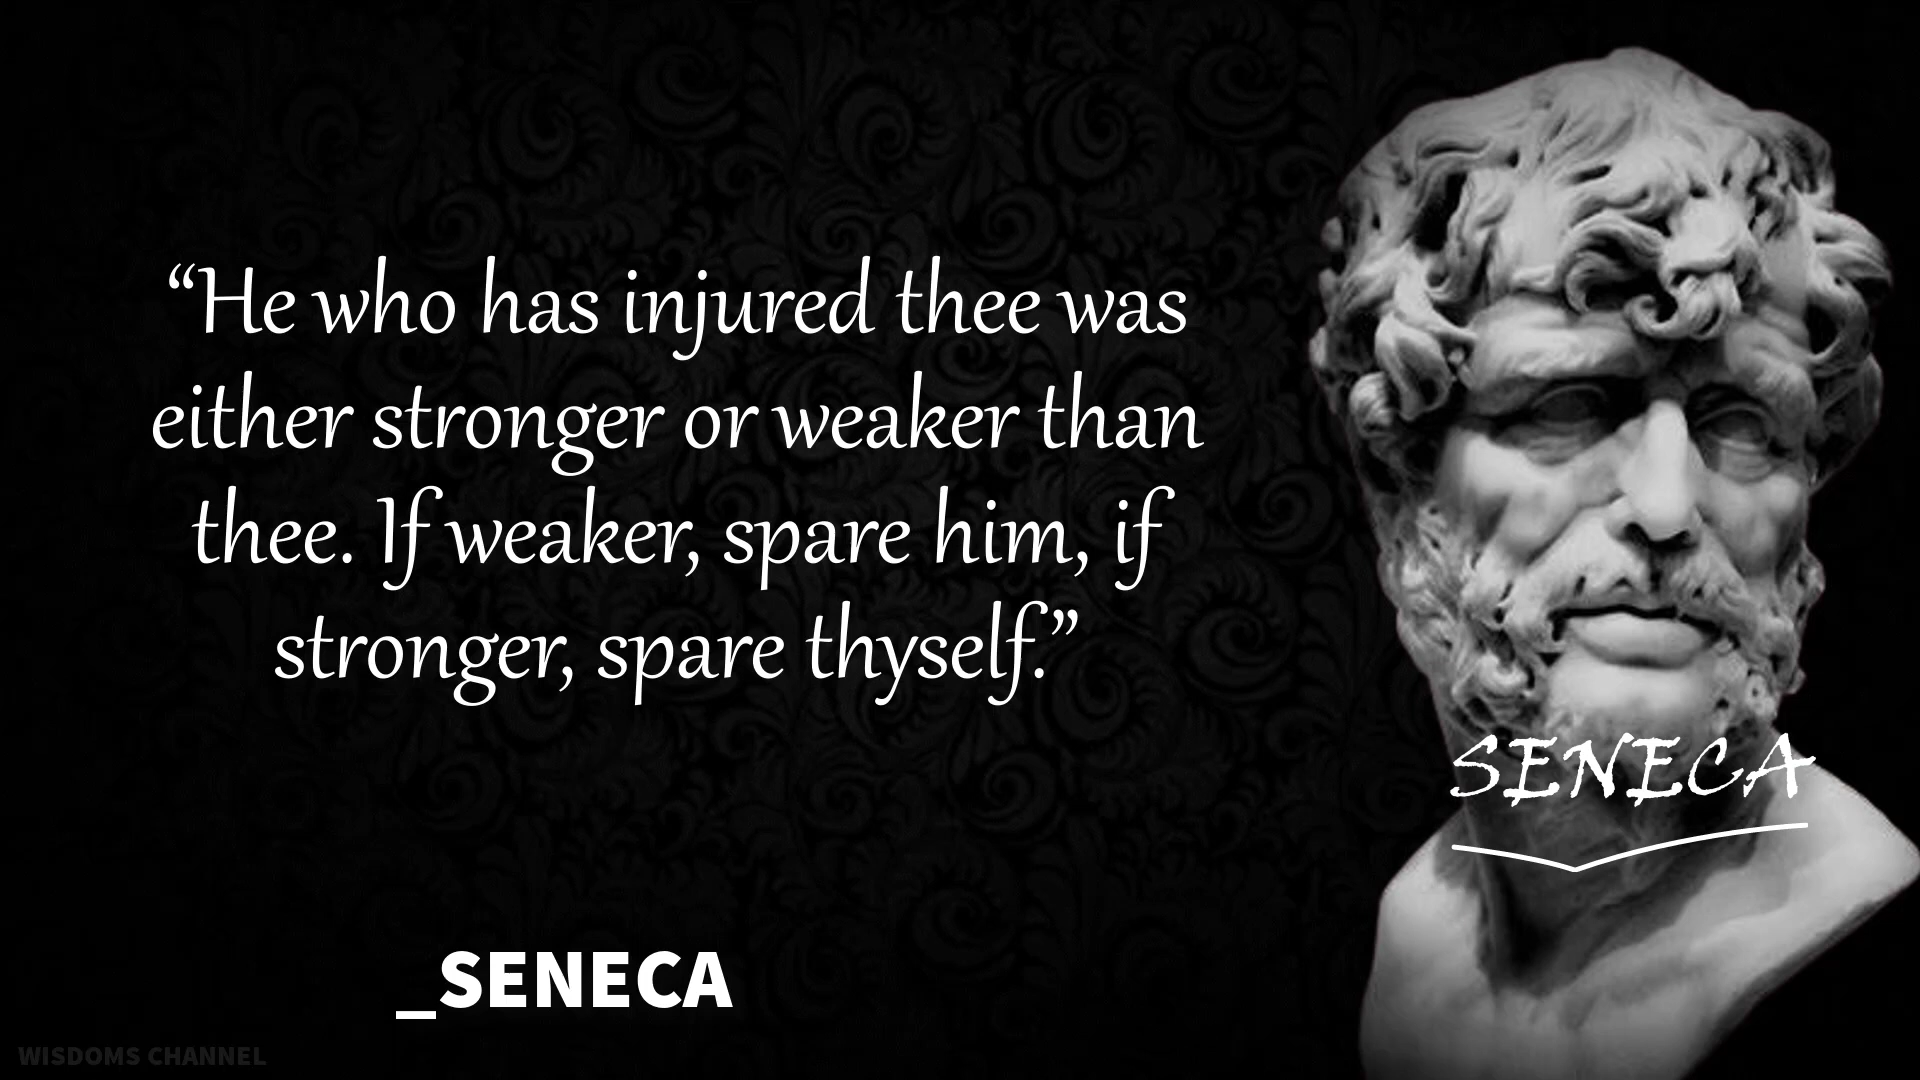 “He who has injured thee was
either stronger or weaker than
thee. If weaker, spare him, if
stronger, spare thyself.”
SENECA
_SENECA
WISDOMS CHANNEL